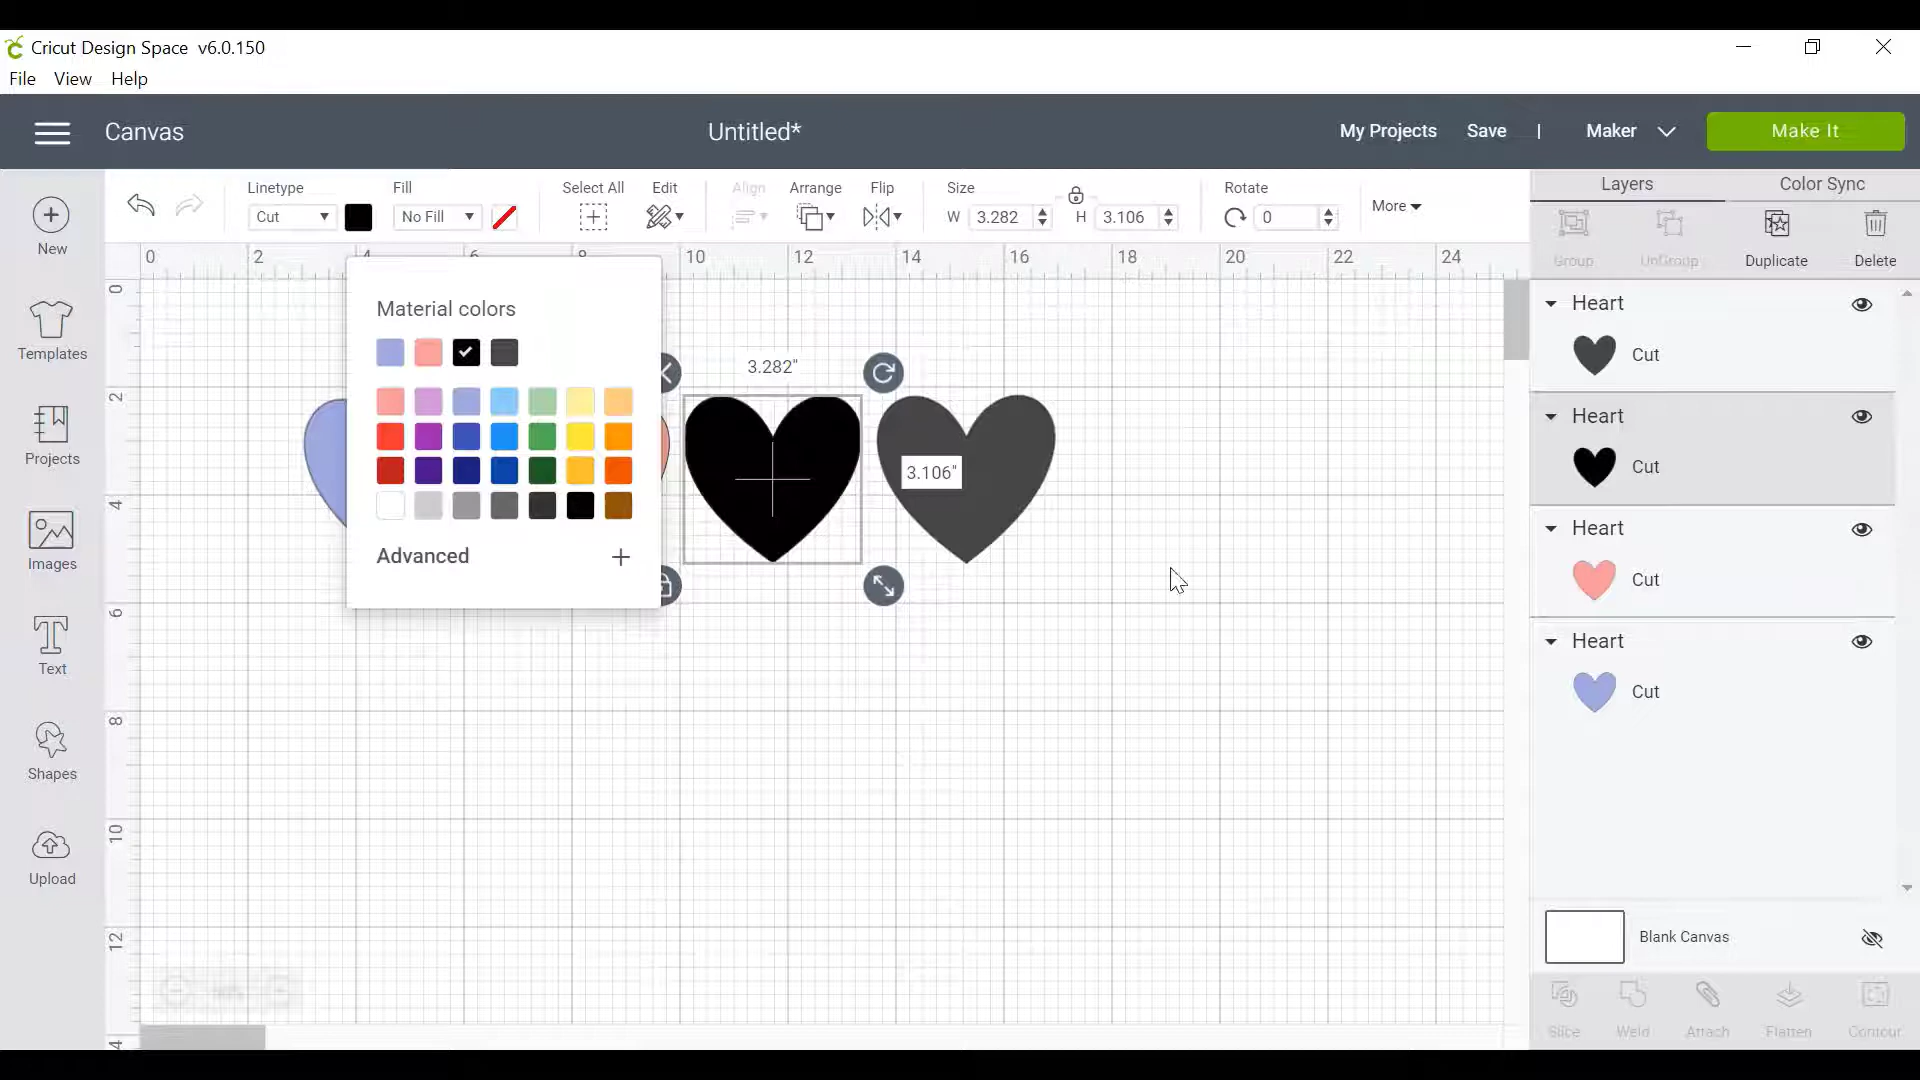 Cricut Design Space v6.0.150
File View Help
Canvas
Untitled*
My Projects Save | Maker Make It
Linetype Fill Select All Edit Align Arrange Flip Size Rotate
Cut No Fill W 3.282 H 3.106 0 More
Layers Color Sync
Group UnGroup Duplicate Delete
New
Templates
Projects
Images
Text
Shapes
Upload
0 2 4 6 8 10 12 14 16 18 20 22 24
0
2
4
6
8
10
12
Material colors
Advanced +
3.282"
3.106"
Heart
Cut
Heart
Cut
Heart
Cut
Heart
Cut
Blank Canvas
Slice Weld Attach Flatten Contour